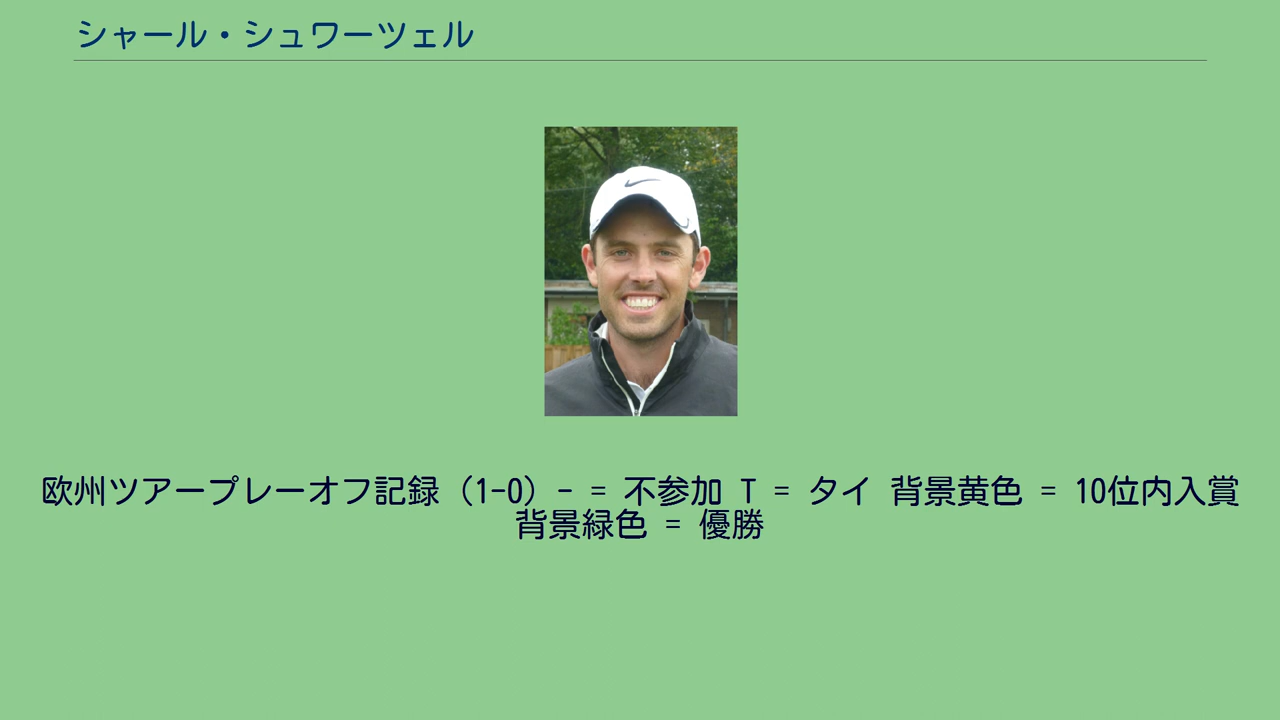 シャール・シュワーツェル
欧州ツアープレーオフ記録（1-0）- = 不参加 T = タイ 背景黄色 = 10位内入賞
背景緑色 = 優勝